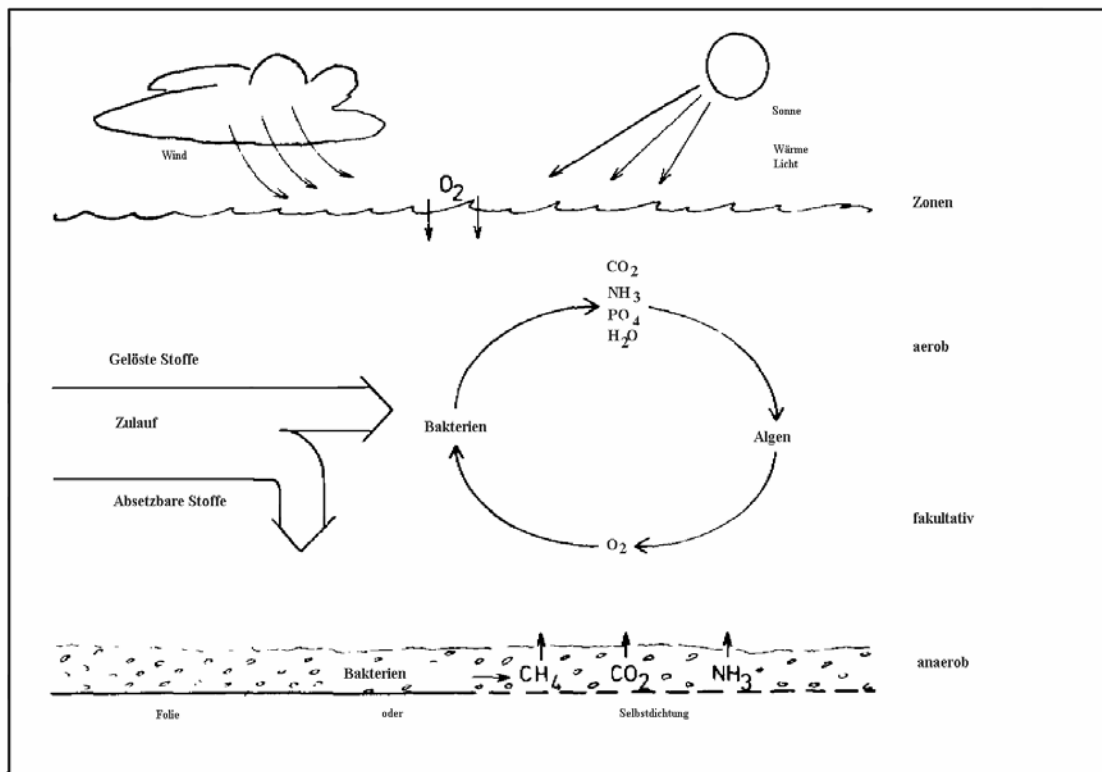 Sonne
Wind
Wärme
Licht
O2
Zonen
CO2
NH3
PO4
H2O
aerob
Gelöste Stoffe
Zulauf
Bakterien
Algen
Absetzbare Stoffe
fakultativ
O2
anaerob
Bakterien
CH4
CO2
NH3
Folie
oder
Selbstdichtung